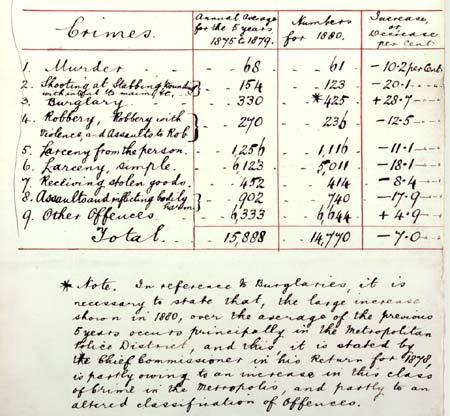 Crimes. Annual Average for the 5 years 1875 to 1879. Numbers for 1880. Increase, or Decrease per Cent.
1. Murder 68 61 -10.2 per Cent.
2. Shooting at, Stabbing, Wounding with intent to maim, &c, 154 123 -20.1
3. Burglary 330 *425 +28.7
4. Robbery, Robbery with Violence, and Assaults to Rob 270 236 -12.5
5. Larceny from the person. 1,256 1,116 -11.1
6. Larceny, simple. 6,123 5,011 -18.1
7. Receiving stolen goods. 452 414 -8.4
8. Assaults and inflicting bodily harm 902 740 -17.9
9. Other Offences. 6,333 6,644 +4.9
Total. 15,888 14,770 -7.0
* Note. In reference to Burglaries, it is
necessary to state that, the large increase
shown in 1880, over the average of the previous
5 years occurs principally in the Metropolitan
Police District, and this, it is stated by
the Chief Commissioner in his Return for 1878,
is partly owing to an increase in this class
of Crime in the Metropolis, and partly to an
altered classification of Offences.